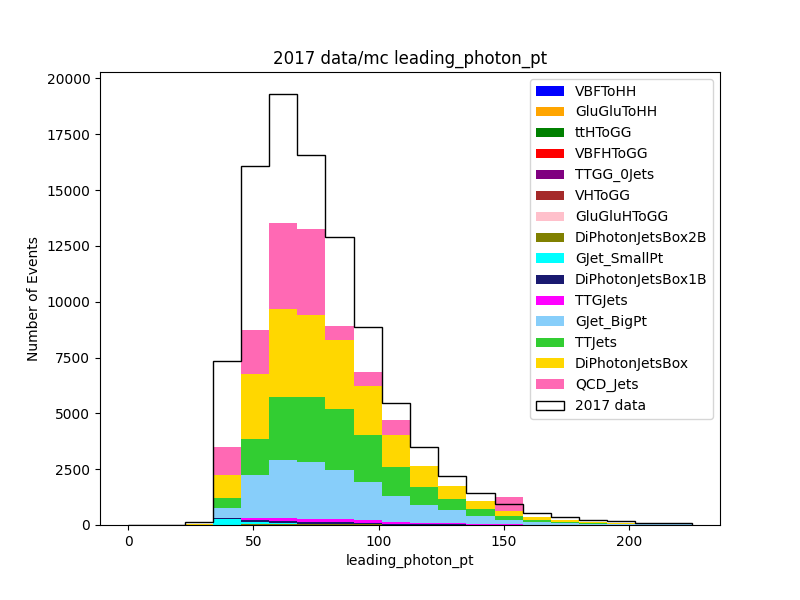 2017 data/mc leading_photon_pt
20000
17500
15000
12500
10000
7500
5000
2500
0
Number of Events
0
50
100
150
200
leading_photon_pt
VBFToHH
GluGluToHH
ttHToGG
VBFHToGG
TTGG_0Jets
VHToGG
GluGluHToGG
DiPhotonJetsBox2B
GJet_SmallPt
DiPhotonJetsBox1B
TTGJets
GJet_BigPt
TTJets
DiPhotonJetsBox
QCD_Jets
2017 data